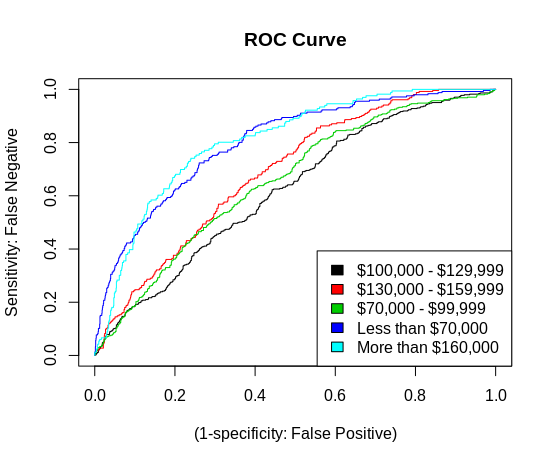 ROC Curve
Sensitivity: False Negative
1.0
0.8
0.6
0.4
0.2
0.0
$100,000 - $129,999
$130,000 - $159,999
$70,000 - $99,999
Less than $70,000
More than $160,000
0.0 0.2 0.4 0.6 0.8 1.0
(1-specificity: False Positive)